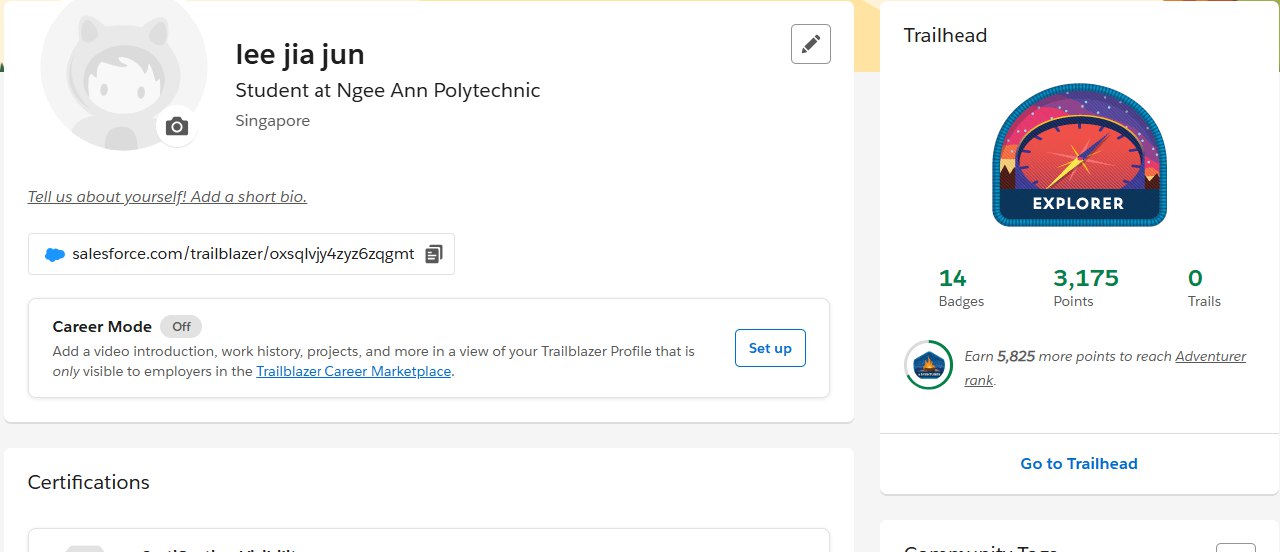 lee jia jun
Student at Ngee Ann Polytechnic
Singapore
Tell us about yourself! Add a short bio.
salesforce.com/trailblazer/oxsqlvjy4zyz6zqgmt
Career Mode Off
Add a video introduction, work history, projects, and more in a view of your Trailblazer Profile that is
only visible to employers in the Trailblazer Career Marketplace.
Set up
Certifications
Trailhead
EXPLORER
14 3,175 0
Badges Points Trails
Earn 5,825 more points to reach Adventurer
rank.
Go to Trailhead